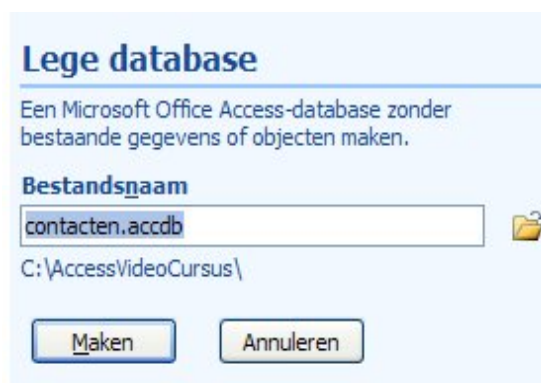 Lege database
Een Microsoft Office Access-database zonder
bestaande gegevens of objecten maken.
Bestandsnaam
contacten.accdb
C:\AccessVideoCursus\
Maken
Annuleren